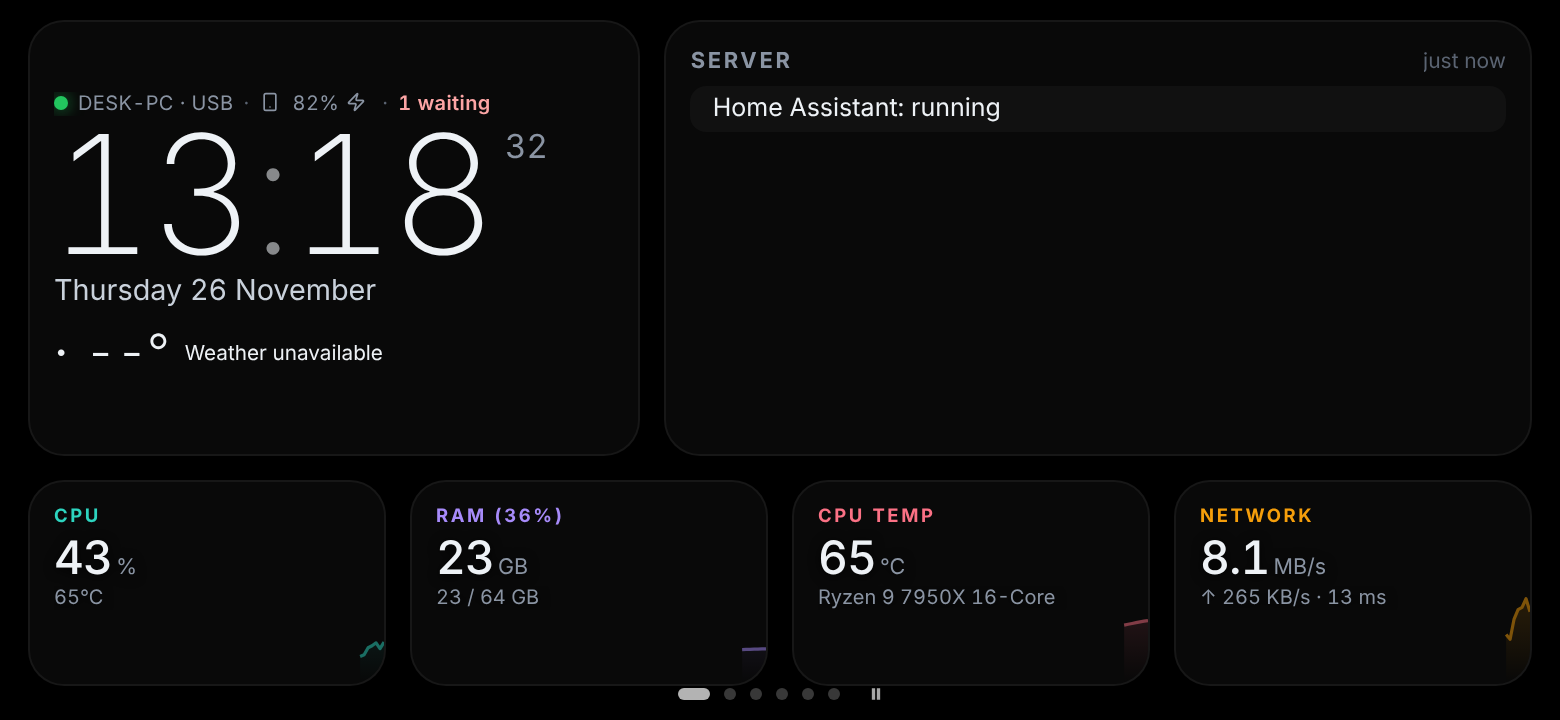 DESK-PC · USB · 82% · 1 waiting
13:18 32
Thursday 26 November
• --° Weather unavailable
SERVER just now
Home Assistant: running
CPU
43 %
65°C
RAM (36%)
23 GB
23 / 64 GB
CPU TEMP
65 °C
Ryzen 9 7950X 16-Core
NETWORK
8.1 MB/s
↑ 265 KB/s · 13 ms